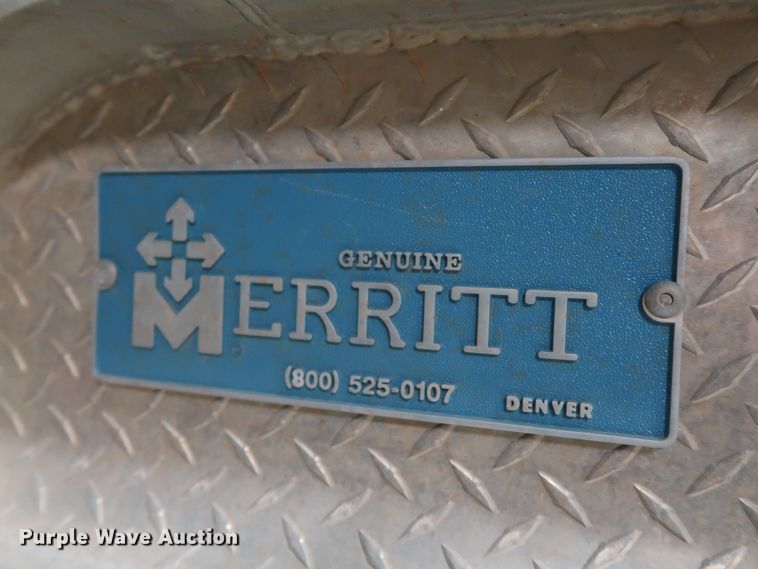 GENUINE
MERRITT
(800) 525-0107
DENVER
Purple Wave Auction